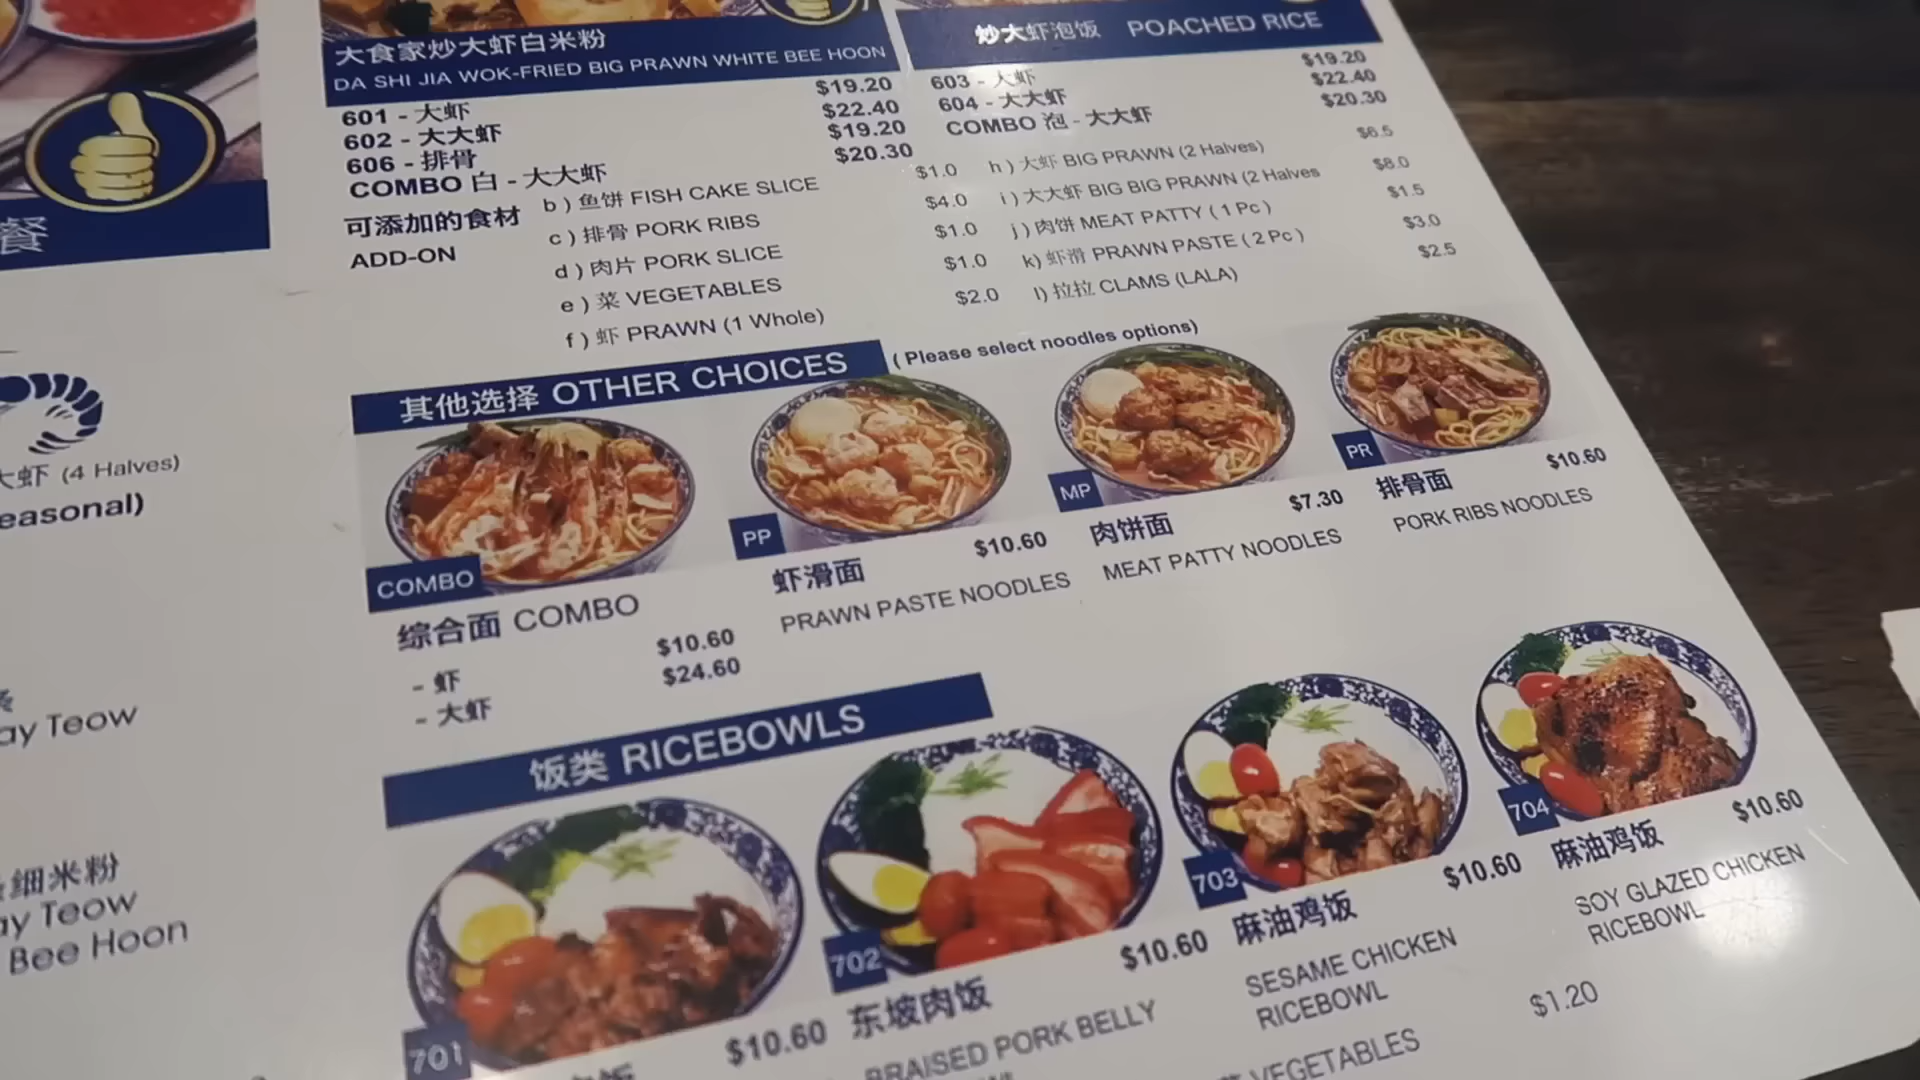 大食家炒大虾白米粉
DA SHI JIA WOK-FRIED BIG PRAWN WHITE BEE HOON
601 - 大虾 $19.20
602 - 大大虾 $22.40
606 - 排骨 $19.20
COMBO 白 - 大大虾 $20.30
炒大虾泡饭 POACHED RICE
603 - 大虾 $19.20
604 - 大大虾 $22.40
COMBO 泡 - 大大虾 $20.30
可添加的食材
ADD-ON
b ) 鱼饼 FISH CAKE SLICE $1.0
c ) 排骨 PORK RIBS $4.0
d ) 肉片 PORK SLICE $1.0
e ) 菜 VEGETABLES $1.0
f ) 虾 PRAWN (1 Whole) $2.0
h ) 大虾 BIG PRAWN (2 Halves) $6.5
i ) 大大虾 BIG BIG PRAWN (2 Halves $8.0
j ) 肉饼 MEAT PATTY ( 1 Pc ) $1.5
k) 虾滑 PRAWN PASTE ( 2 Pc ) $3.0
l) 拉拉 CLAMS (LALA) $2.5
餐
大虾 (4 Halves)
easonal)
ay Teow
细米粉
ay Teow
Bee Hoon
其他选择 OTHER CHOICES
( Please select noodles options)
COMBO
综合面 COMBO
- 虾 $10.60
- 大虾 $24.60
PP
虾滑面 $10.60
PRAWN PASTE NOODLES
MP
肉饼面 $7.30
MEAT PATTY NOODLES
PR
排骨面 $10.60
PORK RIBS NOODLES
饭类 RICEBOWLS
701
肉饭 $10.60
702
东坡肉饭 $10.60
BRAISED PORK BELLY
703
麻油鸡饭 $10.60
SESAME CHICKEN
RICEBOWL
704
麻油鸡饭 $10.60
SOY GLAZED CHICKEN
RICEBOWL
菜 VEGETABLES $1.20